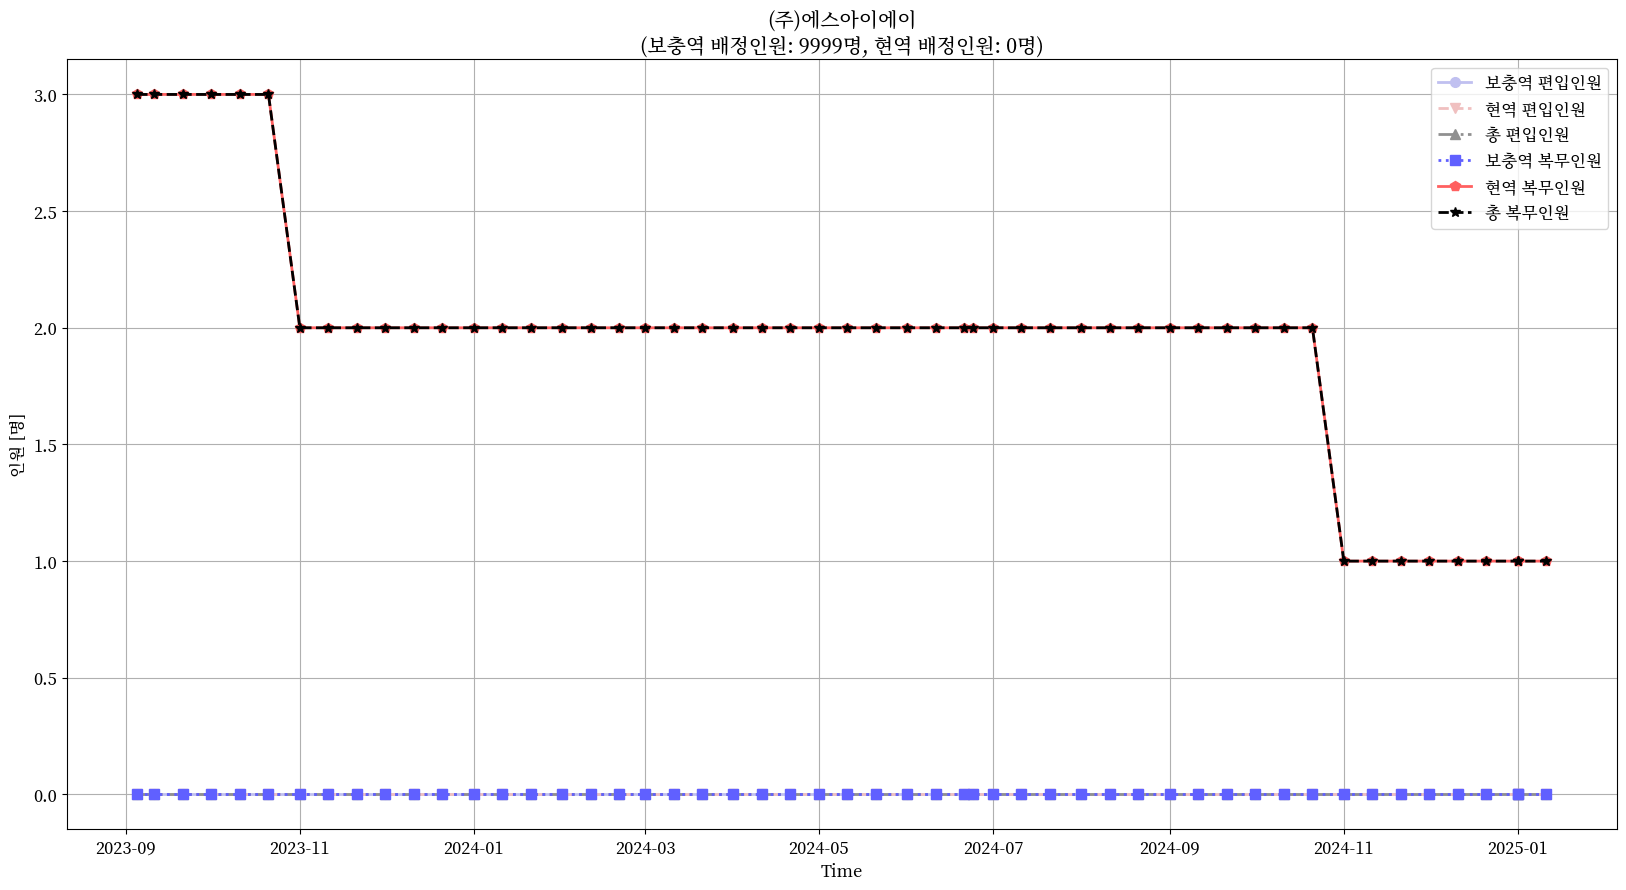 (주)에스아이에이
(보충역 배정인원: 9999명, 현역 배정인원: 0명)
보충역 편입인원
현역 편입인원
총 편입인원
보충역 복무인원
현역 복무인원
총 복무인원
인원 [명]
3.0
2.5
2.0
1.5
1.0
0.5
0.0
2023-09 2023-11 2024-01 2024-03 2024-05 2024-07 2024-09 2024-11 2025-01
Time